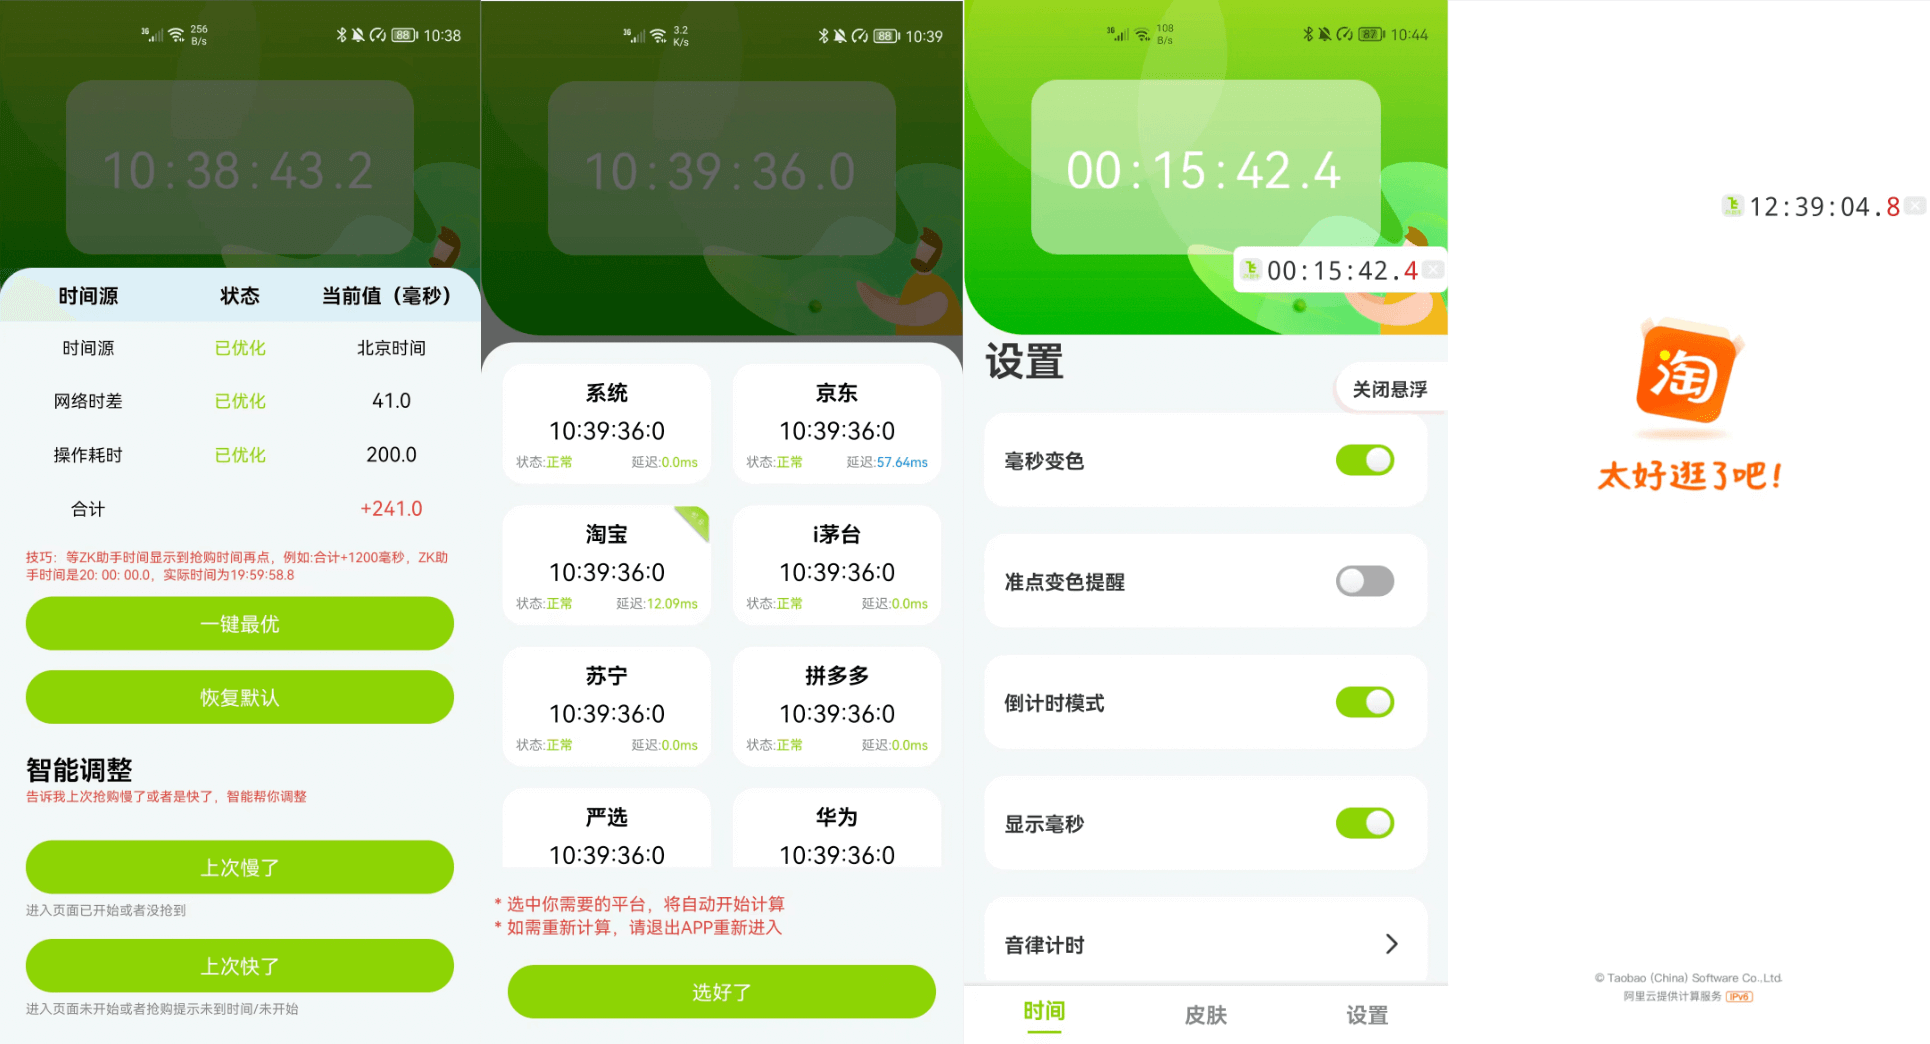 3G 256 B/s 88 10:38
10:38:43.2
时间源 状态 当前值（毫秒）
时间源 已优化 北京时间
网络时差 已优化 41.0
操作耗时 已优化 200.0
合计 +241.0
技巧：等ZK助手时间显示到抢购时间再点，例如:合计+1200毫秒，ZK助
手时间是20: 00: 00.0，实际时间为19:59:58.8
一键最优
恢复默认
智能调整
告诉我上次抢购慢了或者是快了，智能帮你调整
上次慢了
进入页面已开始或者没抢到
上次快了
进入页面未开始或者抢购提示未到时间/未开始
3G 3.2 K/s 88 10:39
10:39:36.0
系统
10:39:36:0
状态:正常 延迟:0.0ms
京东
10:39:36:0
状态:正常 延迟:57.64ms
淘宝
10:39:36:0
状态:正常 延迟:12.09ms
i茅台
10:39:36:0
状态:正常 延迟:0.0ms
苏宁
10:39:36:0
状态:正常 延迟:0.0ms
拼多多
10:39:36:0
状态:正常 延迟:0.0ms
严选
10:39:36:0
华为
10:39:36:0
* 选中你需要的平台，将自动开始计算
* 如需重新计算，请退出APP重新进入
选好了
3G 108 B/s 87 10:44
00:15:42.4
00:15:42.4
设置
关闭悬浮
毫秒变色
准点变色提醒
倒计时模式
显示毫秒
音律计时
时间 皮肤 设置
12:39:04.8
淘
太好逛了吧!
© Taobao (China) Software Co.,Ltd.
阿里云提供计算服务 IPv6